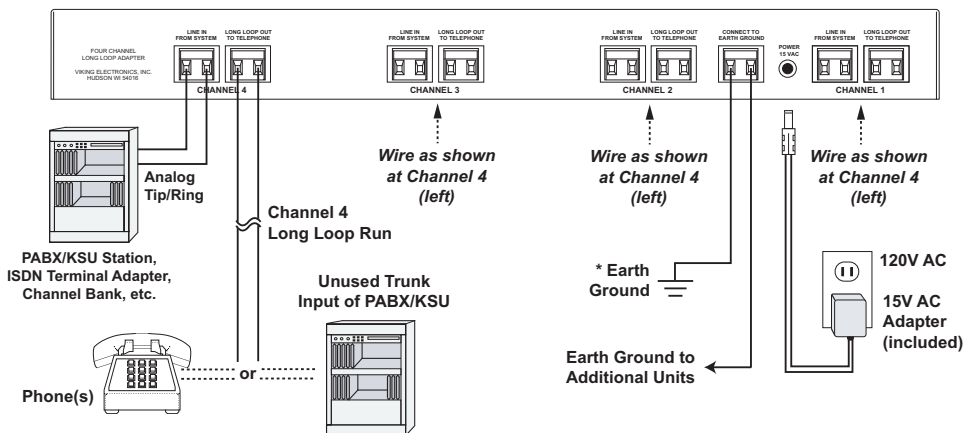 FOUR CHANNEL
LONG LOOP ADAPTER
VIKING ELECTRONICS, INC.
HUDSON WI 54016
LINE IN
FROM SYSTEM
LONG LOOP OUT
TO TELEPHONE
CHANNEL 4
LINE IN
FROM SYSTEM
LONG LOOP OUT
TO TELEPHONE
CHANNEL 3
LINE IN
FROM SYSTEM
LONG LOOP OUT
TO TELEPHONE
CHANNEL 2
CONNECT TO
EARTH GROUND
POWER
15 VAC
LINE IN
FROM SYSTEM
LONG LOOP OUT
TO TELEPHONE
CHANNEL 1
Analog
Tip/Ring
PABX/KSU Station,
ISDN Terminal Adapter,
Channel Bank, etc.
Channel 4
Long Loop Run
Wire as shown
at Channel 4
(left)
Wire as shown
at Channel 4
(left)
Wire as shown
at Channel 4
(left)
Unused Trunk
Input of PABX/KSU
* Earth
Ground
120V AC
15V AC
Adapter
(included)
Phone(s)
or
Earth Ground to
Additional Units